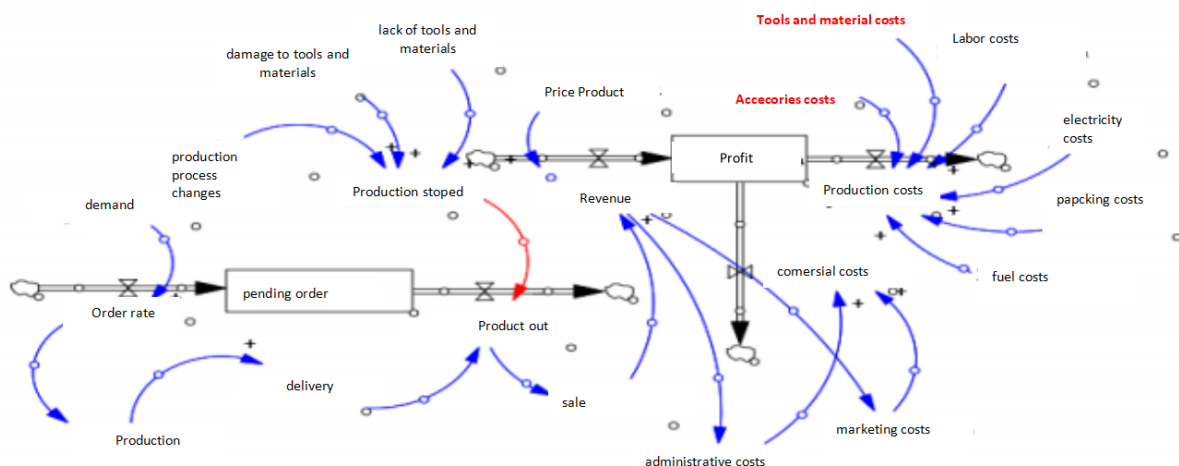 Tools and material costs
lack of tools and
materials
Labor costs
damage to tools and
materials
Price Product
Accecories costs
electricity
costs
production
process
changes
Profit
Production stoped
Revenue
Production costs
papcking costs
demand
comersial costs
fuel costs
pending order
Order rate
Product out
delivery
sale
Production
marketing costs
administrative costs